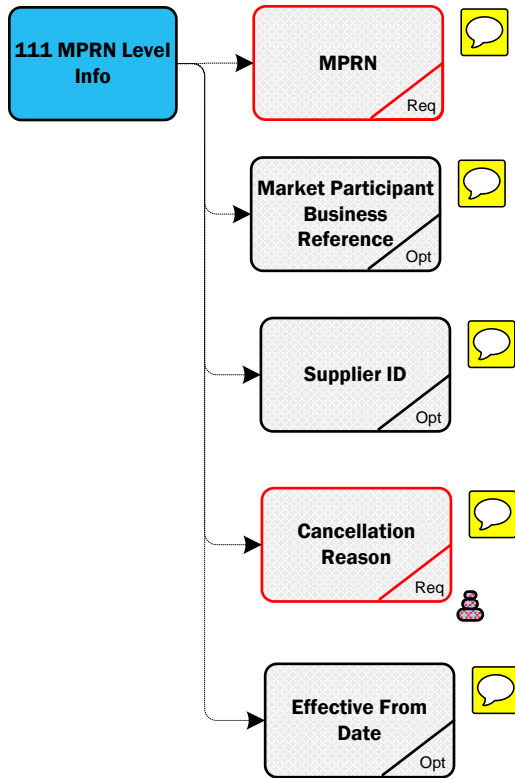 111 MPRN Level
Info
MPRN
Req
Market Participant
Business
Reference
Opt
Supplier ID
Opt
Cancellation
Reason
Req
Effective From
Date
Opt